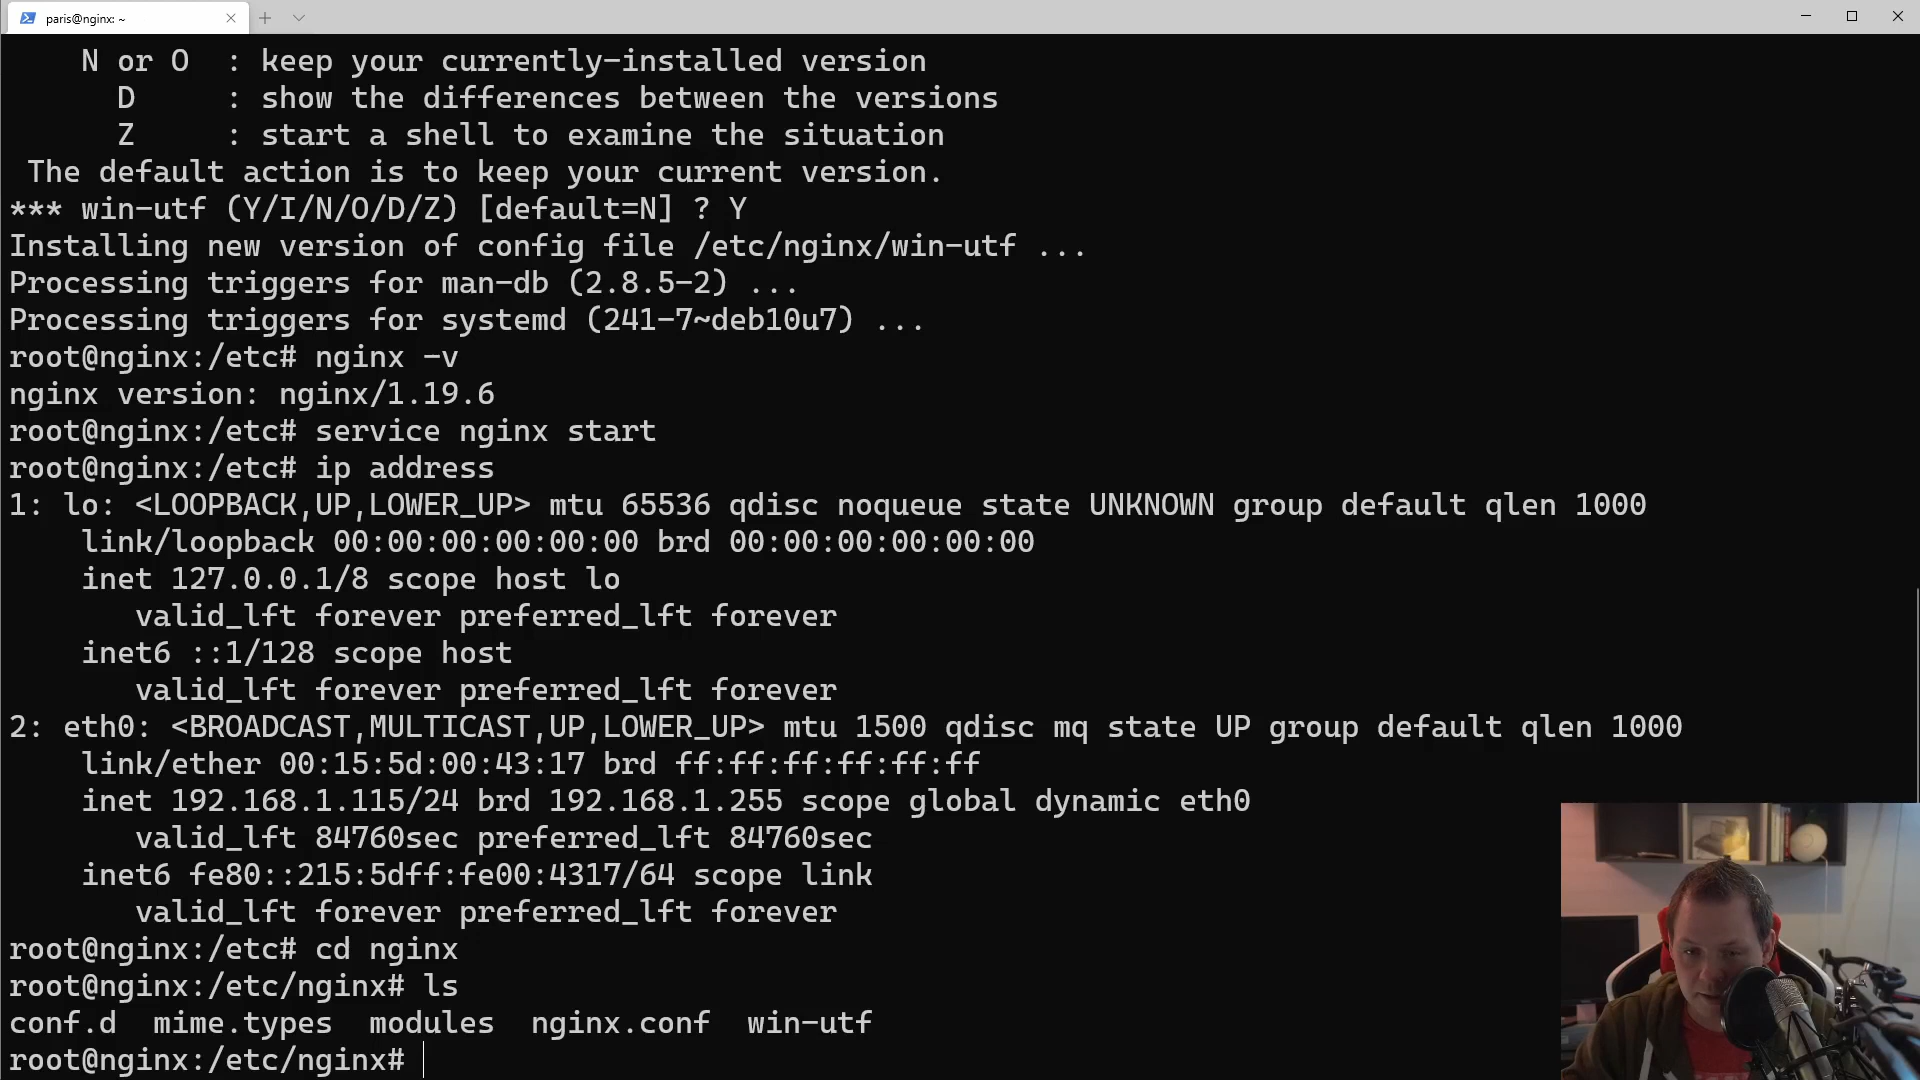 paris@nginx: ~
N or O  : keep your currently-installed version
D     : show the differences between the versions
Z     : start a shell to examine the situation
The default action is to keep your current version.
*** win-utf (Y/I/N/O/D/Z) [default=N] ? Y
Installing new version of config file /etc/nginx/win-utf ...
Processing triggers for man-db (2.8.5-2) ...
Processing triggers for systemd (241-7~deb10u7) ...
root@nginx:/etc# nginx -v
nginx version: nginx/1.19.6
root@nginx:/etc# service nginx start
root@nginx:/etc# ip address
1: lo: <LOOPBACK,UP,LOWER_UP> mtu 65536 qdisc noqueue state UNKNOWN group default qlen 1000
link/loopback 00:00:00:00:00:00 brd 00:00:00:00:00:00
inet 127.0.0.1/8 scope host lo
valid_lft forever preferred_lft forever
inet6 ::1/128 scope host
valid_lft forever preferred_lft forever
2: eth0: <BROADCAST,MULTICAST,UP,LOWER_UP> mtu 1500 qdisc mq state UP group default qlen 1000
link/ether 00:15:5d:00:43:17 brd ff:ff:ff:ff:ff:ff
inet 192.168.1.115/24 brd 192.168.1.255 scope global dynamic eth0
valid_lft 84760sec preferred_lft 84760sec
inet6 fe80::215:5dff:fe00:4317/64 scope link
valid_lft forever preferred_lft forever
root@nginx:/etc# cd nginx
root@nginx:/etc/nginx# ls
conf.d  mime.types  modules  nginx.conf  win-utf
root@nginx:/etc/nginx#